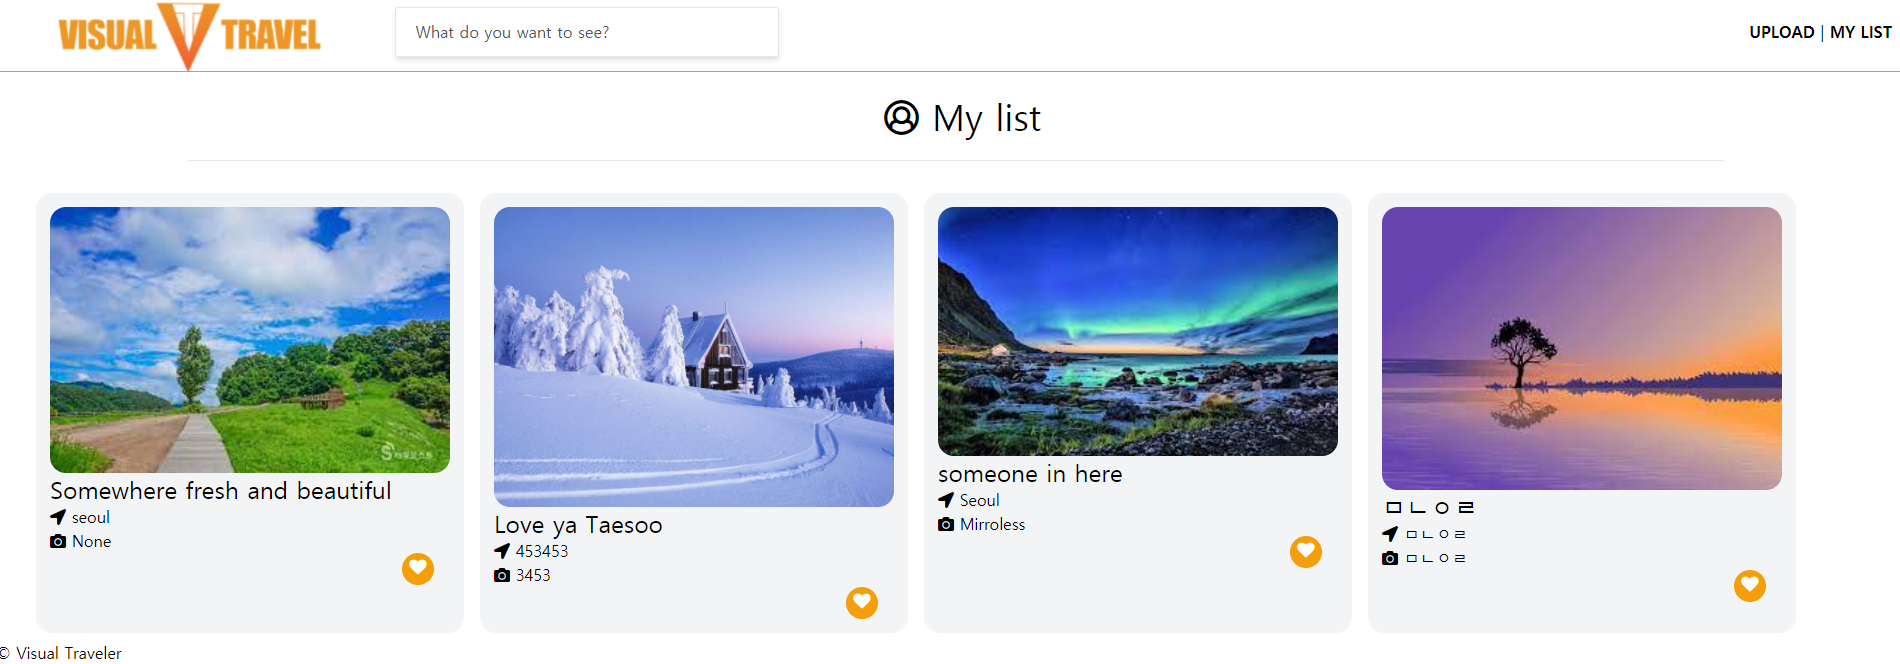 VISUAL TRAVEL
What do you want to see?
UPLOAD | MY LIST
My list
Somewhere fresh and beautiful
seoul
None
Love ya Taesoo
453453
3453
someone in here
Seoul
Mirroless
ㅁㄴㅇㄹ
ㅁㄴㅇㄹ
ㅁㄴㅇㄹ
© Visual Traveler